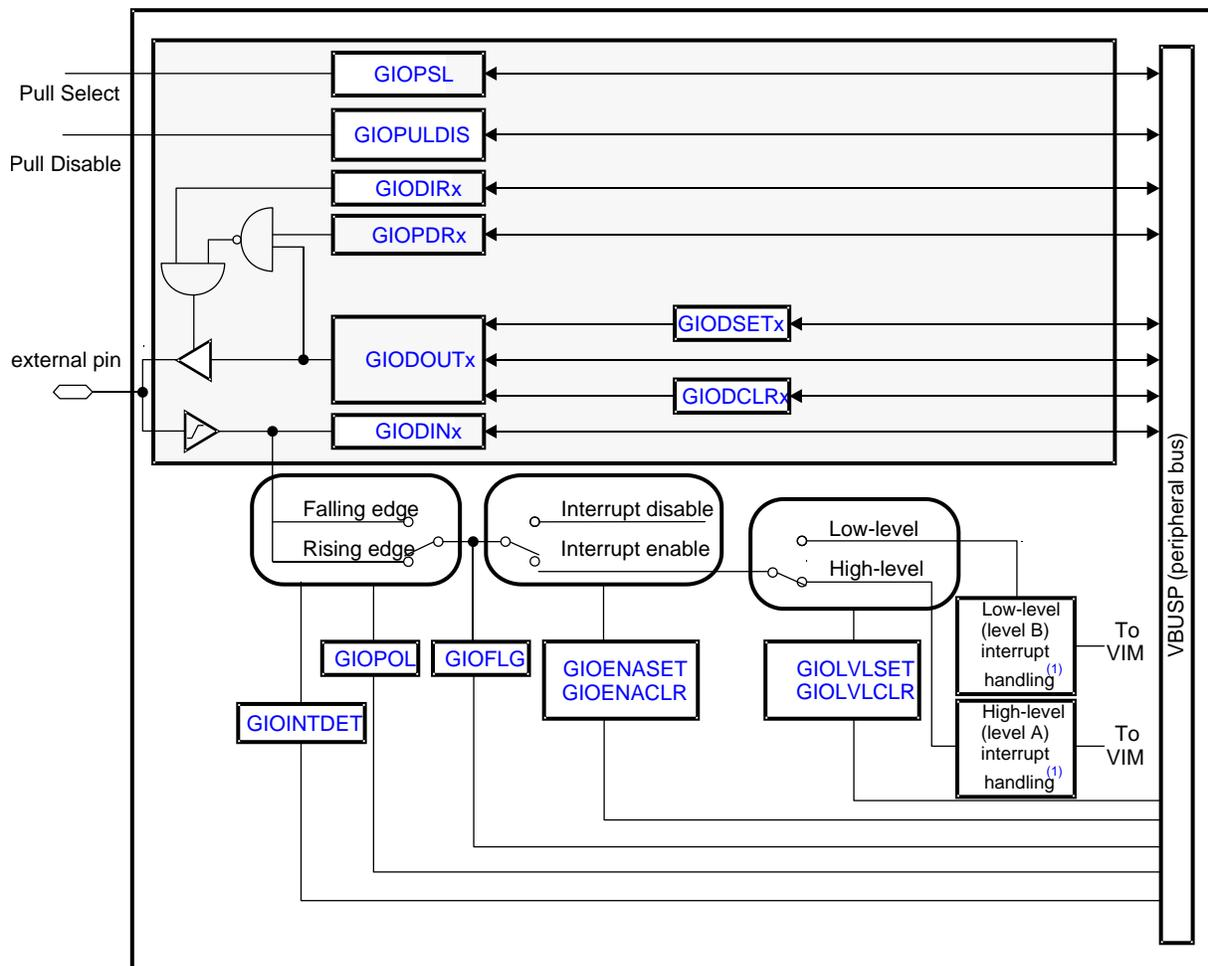 GIOPSL
Pull Select
GIOPULDIS
Pull Disable
GIODIRx
GIOPDRx
GIODSETx
external pin
GIODOUTx
GIODCLRx
GIODINx
VBUSP (peripheral bus)
Falling edge
Rising edge
Interrupt disable
Interrupt enable
Low-level
High-level
Low-level
(level B)
interrupt
handling(1)
To
VIM
GIOPOL
GIOFLG
GIOENASET
GIOENACLR
GIOLVLSET
GIOLVLCLR
GIOINTDET
High-level
(level A)
interrupt
handling(1)
To
VIM